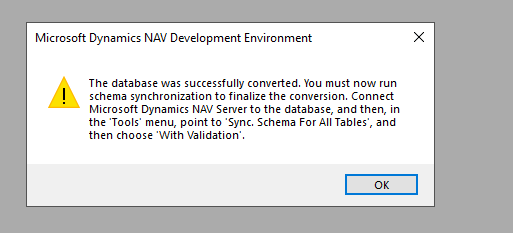 Microsoft Dynamics NAV Development Environment
The database was successfully converted. You must now run
schema synchronization to finalize the conversion. Connect
Microsoft Dynamics NAV Server to the database, and then, in
the 'Tools' menu, point to 'Sync. Schema For All Tables', and
then choose 'With Validation'.
OK